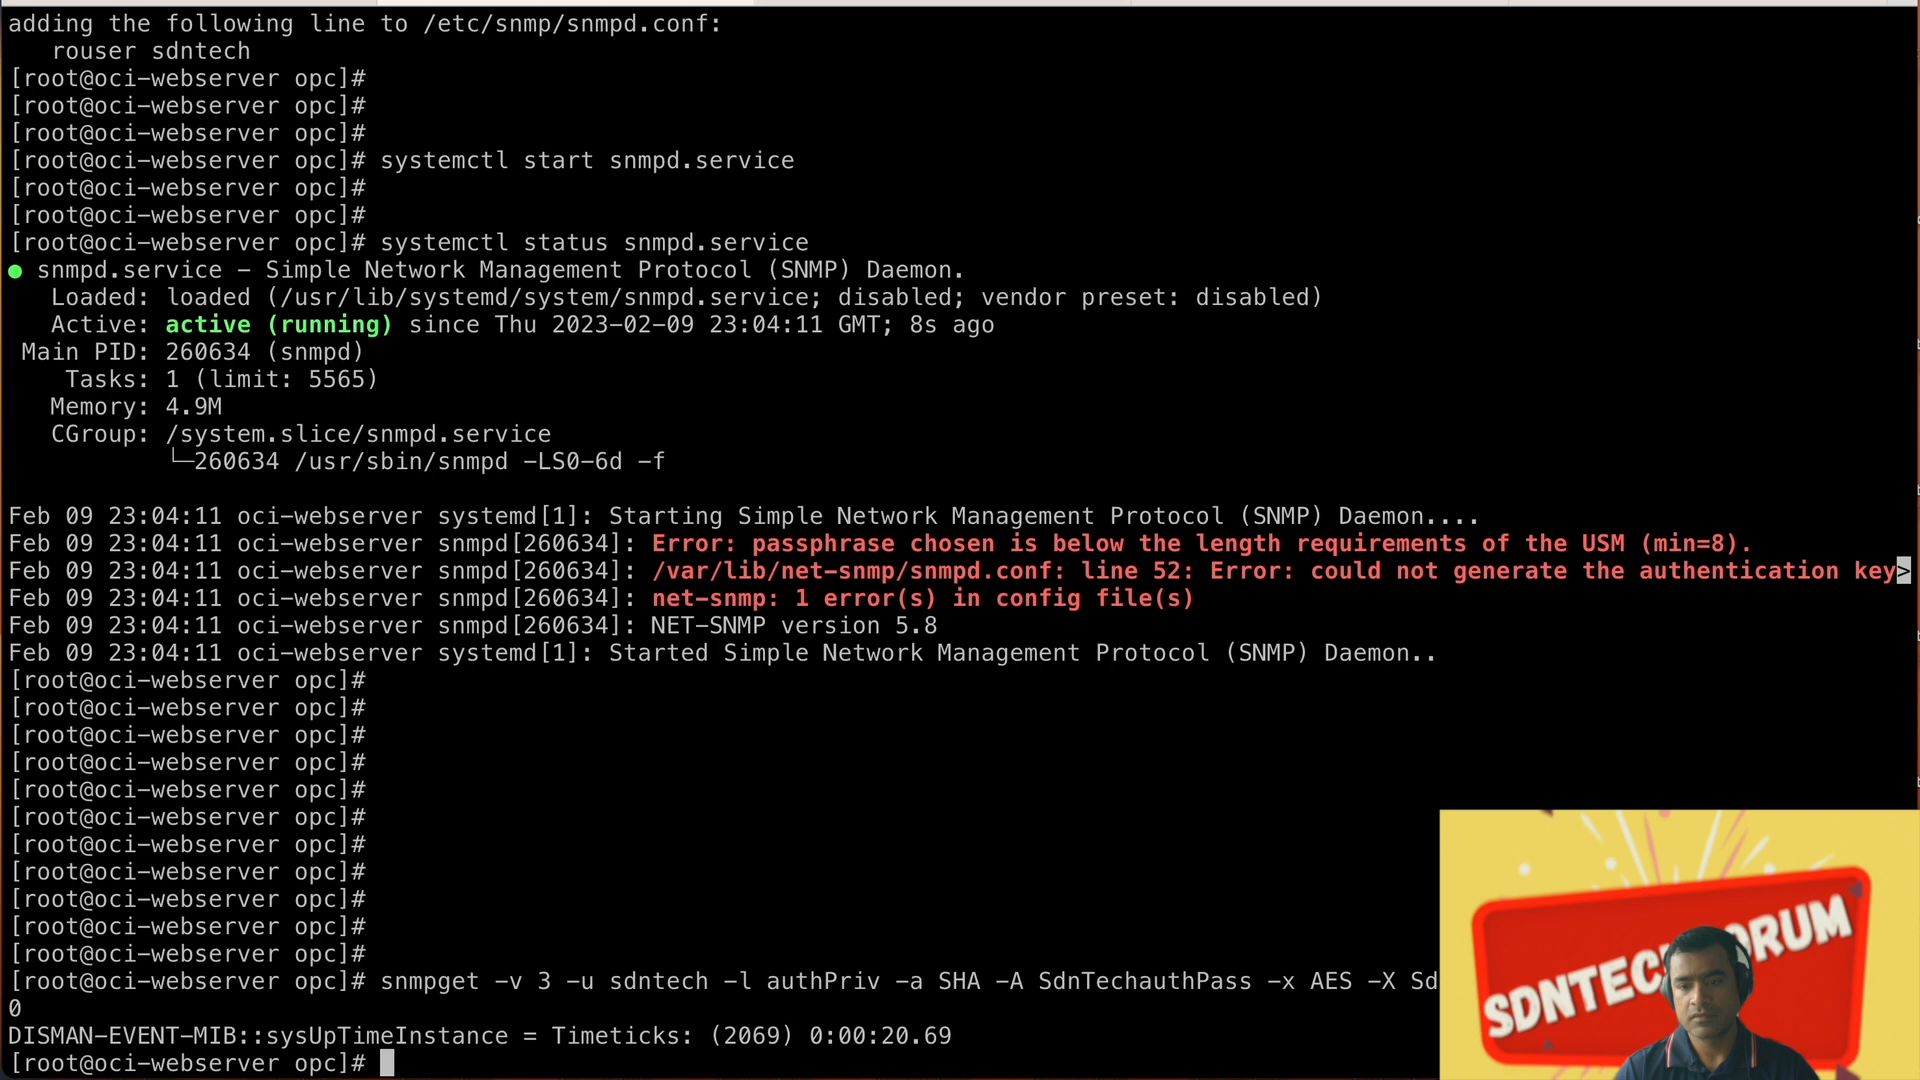 adding the following line to /etc/snmp/snmpd.conf:
   rouser sdntech
[root@oci-webserver opc]#
[root@oci-webserver opc]#
[root@oci-webserver opc]#
[root@oci-webserver opc]# systemctl start snmpd.service
[root@oci-webserver opc]#
[root@oci-webserver opc]#
[root@oci-webserver opc]# systemctl status snmpd.service
● snmpd.service - Simple Network Management Protocol (SNMP) Daemon.
   Loaded: loaded (/usr/lib/systemd/system/snmpd.service; disabled; vendor preset: disabled)
   Active: active (running) since Thu 2023-02-09 23:04:11 GMT; 8s ago
 Main PID: 260634 (snmpd)
    Tasks: 1 (limit: 5565)
   Memory: 4.9M
   CGroup: /system.slice/snmpd.service
           └─260634 /usr/sbin/snmpd -LS0-6d -f
Feb 09 23:04:11 oci-webserver systemd[1]: Starting Simple Network Management Protocol (SNMP) Daemon....
Feb 09 23:04:11 oci-webserver snmpd[260634]: Error: passphrase chosen is below the length requirements of the USM (min=8).
Feb 09 23:04:11 oci-webserver snmpd[260634]: /var/lib/net-snmp/snmpd.conf: line 52: Error: could not generate the authentication key>
Feb 09 23:04:11 oci-webserver snmpd[260634]: net-snmp: 1 error(s) in config file(s)
Feb 09 23:04:11 oci-webserver snmpd[260634]: NET-SNMP version 5.8
Feb 09 23:04:11 oci-webserver systemd[1]: Started Simple Network Management Protocol (SNMP) Daemon..
[root@oci-webserver opc]#
[root@oci-webserver opc]#
[root@oci-webserver opc]#
[root@oci-webserver opc]#
[root@oci-webserver opc]#
[root@oci-webserver opc]#
[root@oci-webserver opc]#
[root@oci-webserver opc]#
[root@oci-webserver opc]#
[root@oci-webserver opc]#
[root@oci-webserver opc]#
[root@oci-webserver opc]# snmpget -v 3 -u sdntech -l authPriv -a SHA -A SdnTechauthPass -x AES -X Sd
0
DISMAN-EVENT-MIB::sysUpTimeInstance = Timeticks: (2069) 0:00:20.69
[root@oci-webserver opc]#